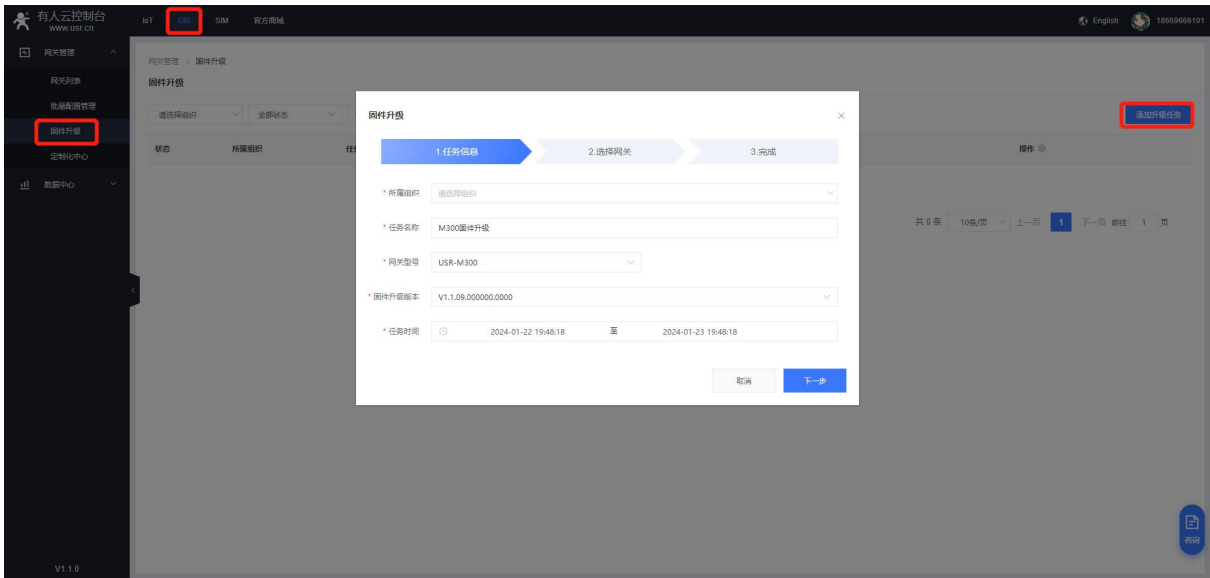 有人云控制台
www.usr.cn
IoT DM SIM 官方商城
English 18669669101
网关管理
网关列表
批量配置管理
固件升级
定制化中心
数据中心
V1.1.0
网关管理 > 固件升级
固件升级
请选择组织 全部状态
添加升级任务
状态 所属组织 任 操作
共 0 条 10条/页 上一页 1 下一页 前往 1 页
固件升级
1.任务信息 2.选择网关 3.完成
* 所属组织 请选择组织
* 任务名称 M300固件升级
* 网关型号 USR-M300
* 固件升级版本 V1.1.09.000000.0000
* 任务时间 2024-01-22 19:48:18 至 2024-01-23 19:48:18
取消 下一步
咨询